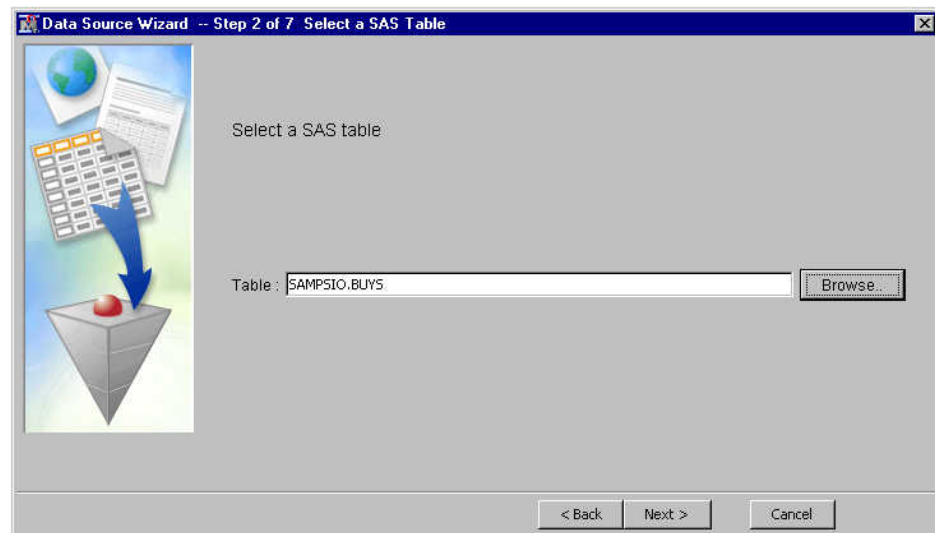 Data Source Wizard -- Step 2 of 7 Select a SAS Table
Select a SAS table
Table : SAMPSIO.BUYS Browse..
< Back Next > Cancel